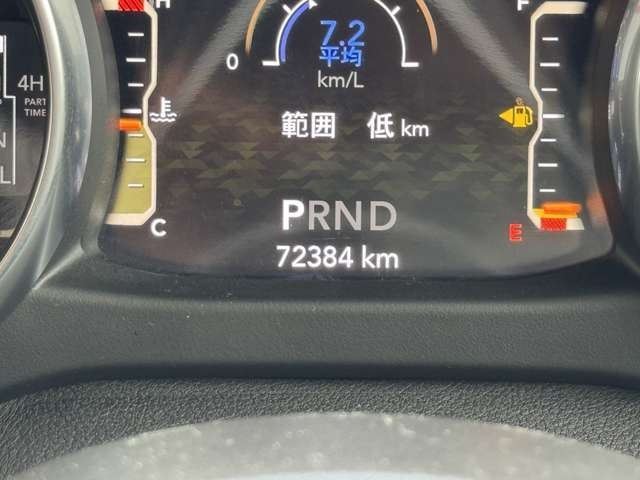 H
F
7.2
平均
0
km/L
4H
PART
TIME
N
L
範囲 低 km
C
E
PRND
72384 km